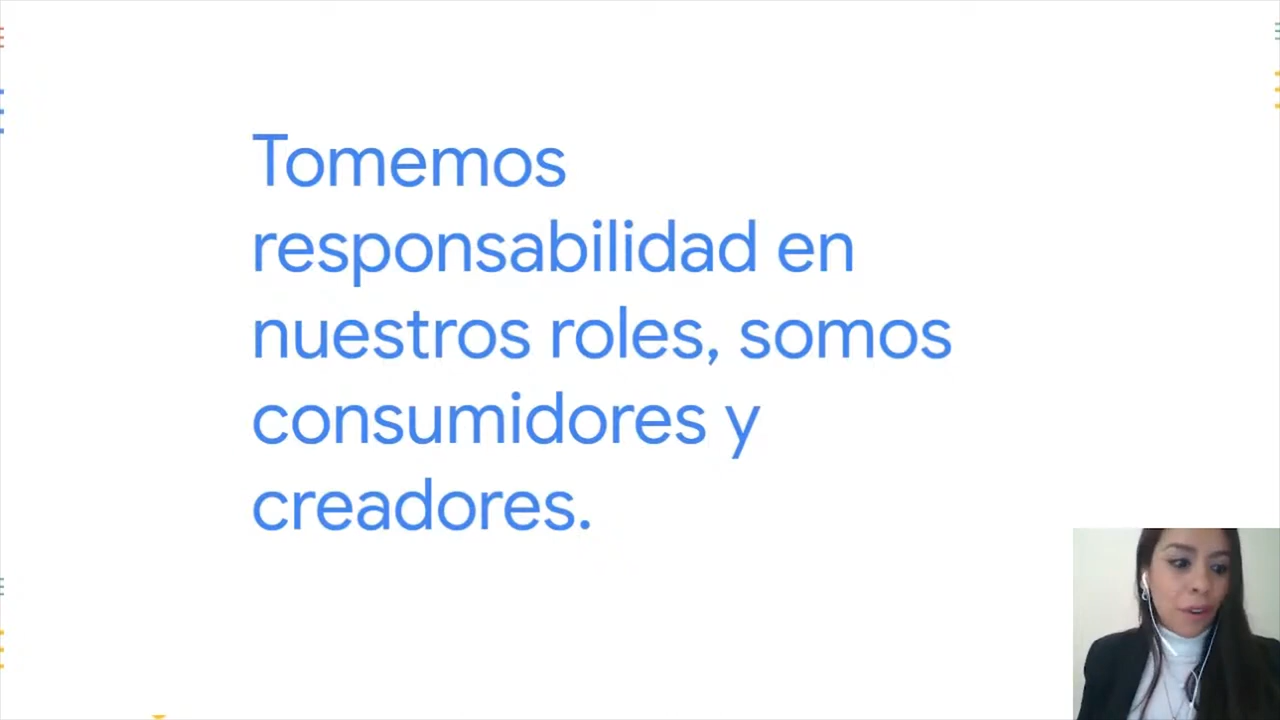 Tomemos
responsabilidad en
nuestros roles, somos
consumidores y
creadores.